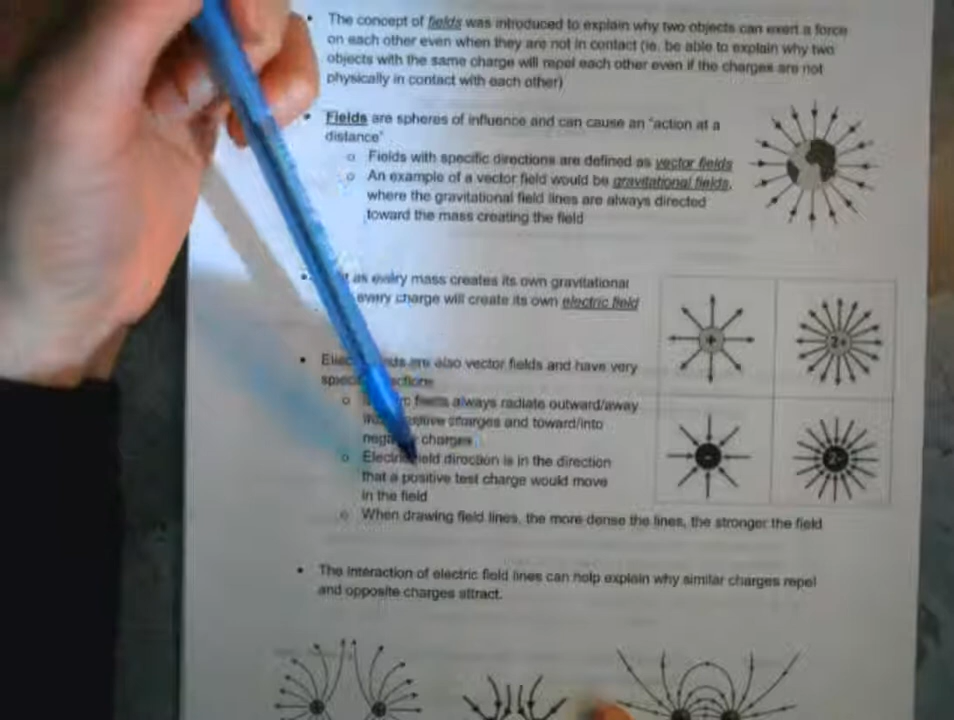 The concept of fields was introduced to explain why two objects can exert a force
on each other even when they are not in contact (ie. be able to explain why two
objects with the same charge will repel each other even if the charges are not
physically in contact with each other)
Fields are spheres of influence and can cause an "action at a
distance"
o Fields with specific directions are defined as vector fields
o An example of a vector field would be gravitational fields,
where the gravitational field lines are always directed
toward the mass creating the field
as every mass creates its own gravitational
every charge will create its own electric field
+
2+
are also vector fields and have very
o always radiate outward/away
charges and toward/into
charges
-
2-
o field direction is in the direction
that a positive test charge would move
in the field
o When drawing field lines, the more dense the lines, the stronger the field
The interaction of electric field lines can help explain why similar charges repel
and opposite charges attract.